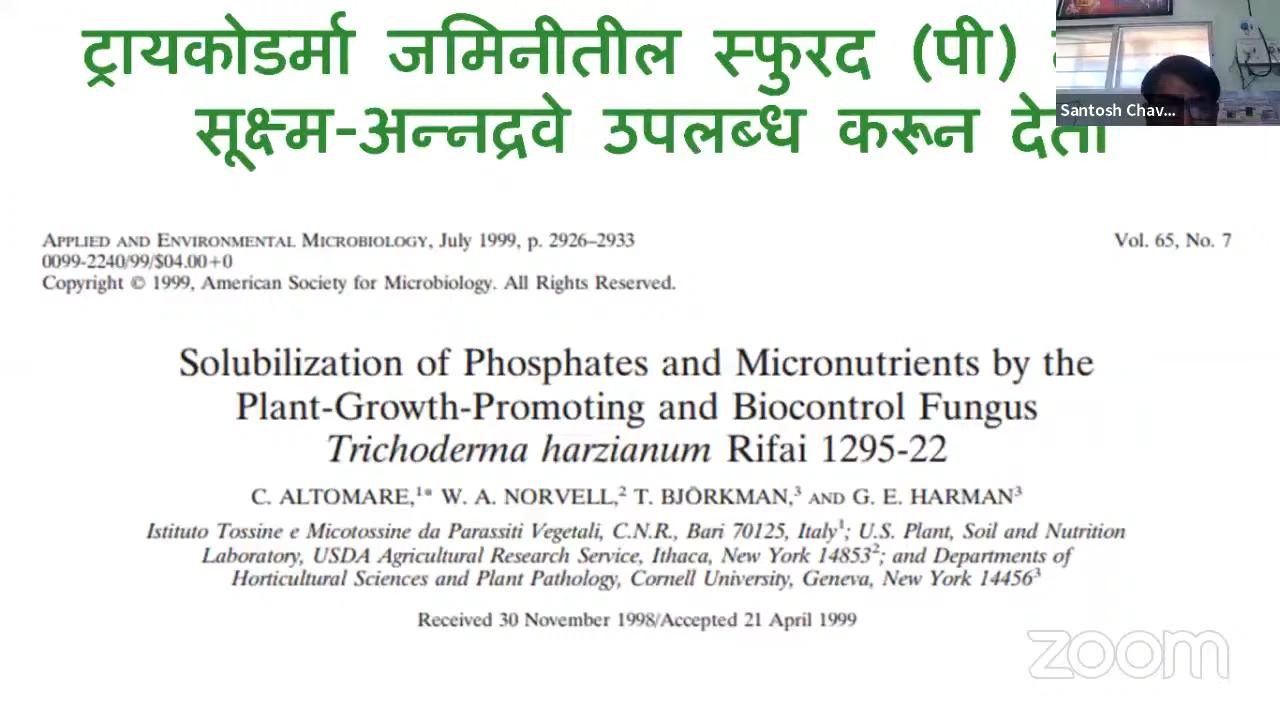 ट्रायकोडर्मा जमिनीतील स्फुरद (पी)
सूक्ष्म-अन्नद्रवे उपलब्ध करून देता
Santosh Chav...
APPLIED AND ENVIRONMENTAL MICROBIOLOGY, July 1999, p. 2926–2933 Vol. 65, No. 7
0099-2240/99/$04.00+0
Copyright © 1999, American Society for Microbiology. All Rights Reserved.
Solubilization of Phosphates and Micronutrients by the
Plant-Growth-Promoting and Biocontrol Fungus
Trichoderma harzianum Rifai 1295-22
C. ALTOMARE,¹* W. A. NORVELL,² T. BJÖRKMAN,³ AND G. E. HARMAN³
Istituto Tossine e Micotossine da Parassiti Vegetali, C.N.R., Bari 70125, Italy¹; U.S. Plant, Soil and Nutrition
Laboratory, USDA Agricultural Research Service, Ithaca, New York 14853²; and Departments of
Horticultural Sciences and Plant Pathology, Cornell University, Geneva, New York 14456³
Received 30 November 1998/Accepted 21 April 1999
zoom